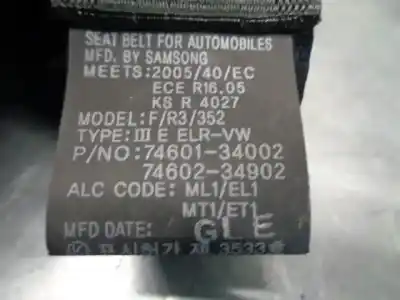 SEAT BELT FOR AUTOMOBILES
MFD. BY SAMSONG
MEETS:2005/40/EC
ECE R16.05
KS R 4027
MODEL: F/R3/352
TYPE: III E ELR-VW
P/NO: 74601-34002
74602-34902
ALC CODE: ML1/EL1
MT1/ET1
MFD DATE: GLE
3533